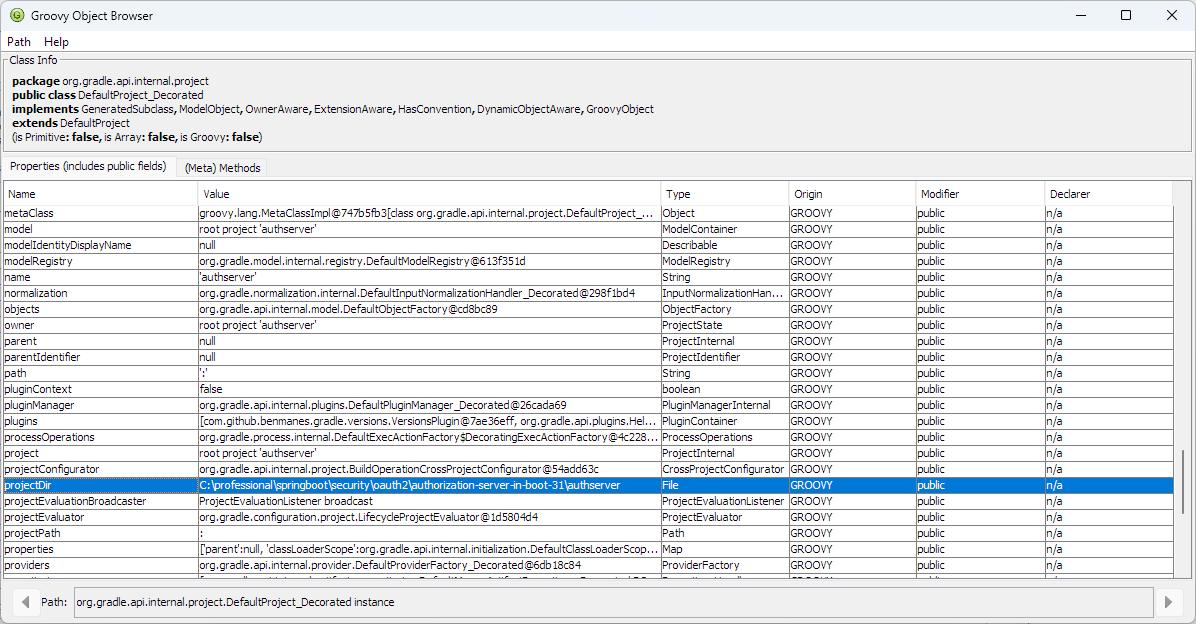 Groovy Object Browser
Path Help
Class Info
package org.gradle.api.internal.project
public class DefaultProject_Decorated
implements GeneratedSubclass, ModelObject, OwnerAware, ExtensionAware, HasConvention, DynamicObjectAware, GroovyObject
extends DefaultProject
(is Primitive: false, is Array: false, is Groovy: false)
Properties (includes public fields) (Meta) Methods
Name Value Type Origin Modifier Declarer
metaClass groovy.lang.MetaClassImpl@747b5fb3[class org.gradle.api.internal.project.DefaultProject_... Object GROOVY public n/a
model root project 'authserver' ModelContainer GROOVY public n/a
modelIdentityDisplayName null Describable GROOVY public n/a
modelRegistry org.gradle.model.internal.registry.DefaultModelRegistry@613f351d ModelRegistry GROOVY public n/a
name 'authserver' String GROOVY public n/a
normalization org.gradle.normalization.internal.DefaultInputNormalizationHandler_Decorated@298f1bd4 InputNormalizationHan... GROOVY public n/a
objects org.gradle.api.internal.model.DefaultObjectFactory@cd8bc89 ObjectFactory GROOVY public n/a
owner root project 'authserver' ProjectState GROOVY public n/a
parent null ProjectInternal GROOVY public n/a
parentIdentifier null ProjectIdentifier GROOVY public n/a
path ':' String GROOVY public n/a
pluginContext false boolean GROOVY public n/a
pluginManager org.gradle.api.internal.plugins.DefaultPluginManager_Decorated@26cada69 PluginManagerInternal GROOVY public n/a
plugins [com.github.benmanes.gradle.versions.VersionsPlugin@7ae36eff, org.gradle.api.plugins.Hel... PluginContainer GROOVY public n/a
processOperations org.gradle.process.internal.DefaultExecActionFactory$DecoratingExecActionFactory@4c228... ProcessOperations GROOVY public n/a
project root project 'authserver' ProjectInternal GROOVY public n/a
projectConfigurator org.gradle.api.internal.project.BuildOperationCrossProjectConfigurator@54add63c CrossProjectConfigurator GROOVY public n/a
projectDir C:\professional\springboot\security\oauth2\authorization-server-in-boot-31\authserver File GROOVY public n/a
projectEvaluationBroadcaster ProjectEvaluationListener broadcast ProjectEvaluationListener GROOVY public n/a
projectEvaluator org.gradle.configuration.project.LifecycleProjectEvaluator@1d5804d4 ProjectEvaluator GROOVY public n/a
projectPath : Path GROOVY public n/a
properties ['parent':null, 'classLoaderScope':org.gradle.api.internal.initialization.DefaultClassLoaderScop... Map GROOVY public n/a
providers org.gradle.api.internal.provider.DefaultProviderFactory_Decorated@6db18c84 ProviderFactory GROOVY public n/a
Path: org.gradle.api.internal.project.DefaultProject_Decorated instance